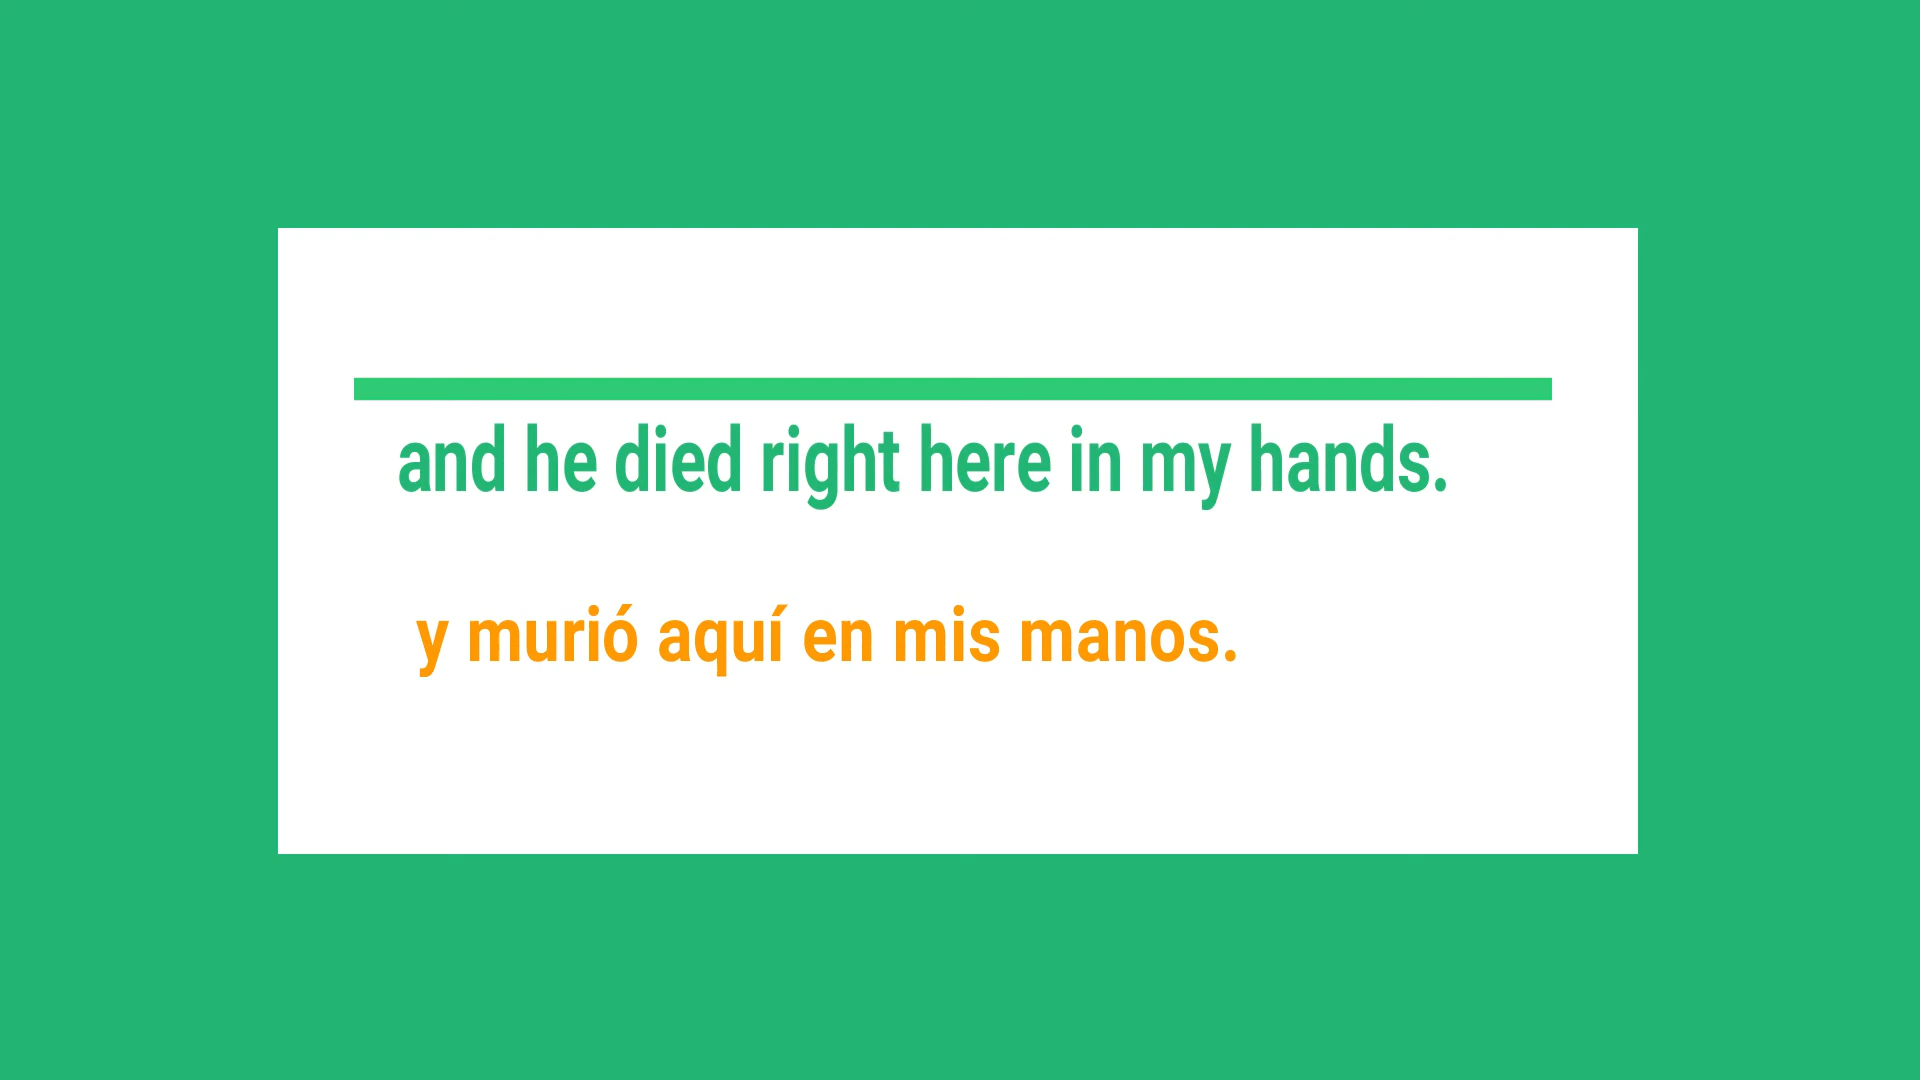 and he died right here in my hands.
y murió aquí en mis manos.